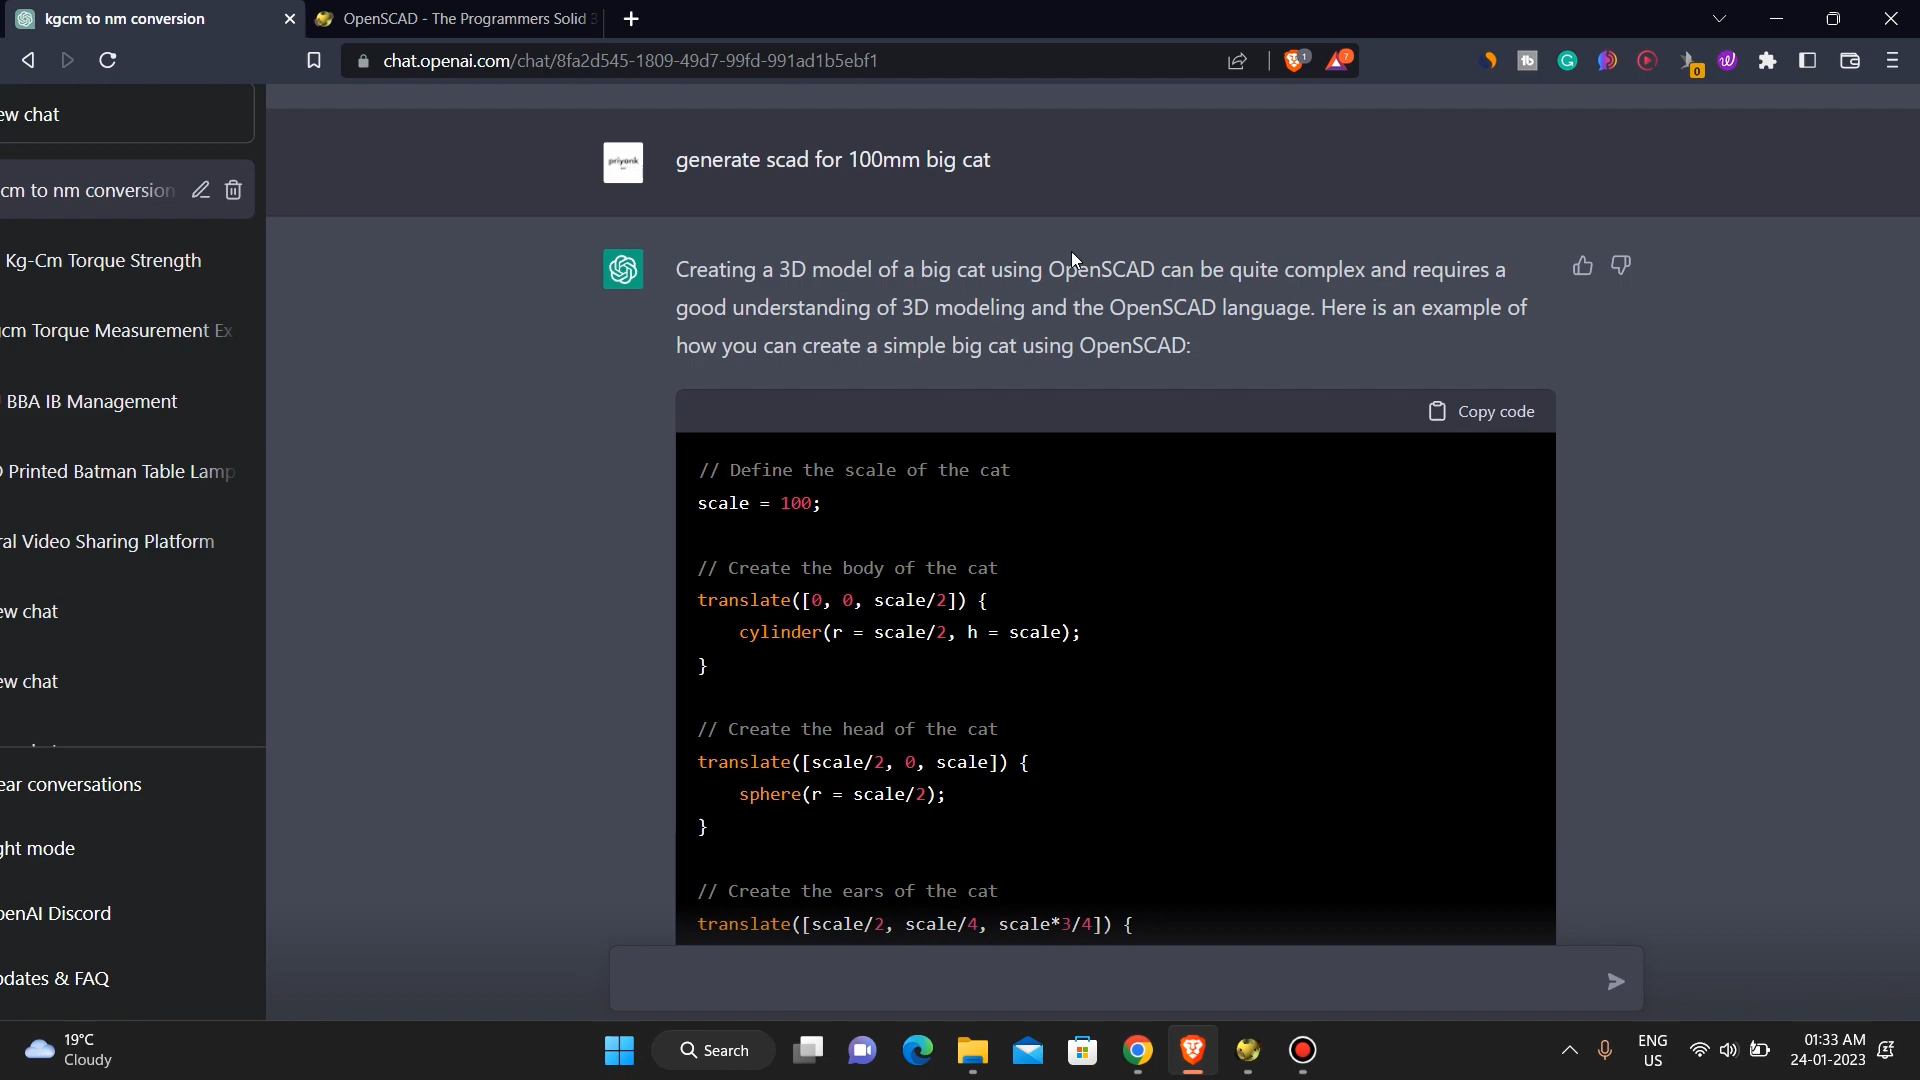 kgcm to nm conversion
OpenSCAD - The Programmers Solid 3
chat.openai.com/chat/8fa2d545-1809-49d7-99fd-991ad1b5ebf1
1
7
tb
0
ew chat
cm to nm conversion
Kg-Cm Torque Strength
cm Torque Measurement Ex
BBA IB Management
Printed Batman Table Lamp
ral Video Sharing Platform
ew chat
ew chat
ear conversations
ght mode
penAI Discord
pdates & FAQ
priyonk
generate scad for 100mm big cat
Creating a 3D model of a big cat using OpenSCAD can be quite complex and requires a
good understanding of 3D modeling and the OpenSCAD language. Here is an example of
how you can create a simple big cat using OpenSCAD:
Copy code
// Define the scale of the cat
scale = 100;
// Create the body of the cat
translate([0, 0, scale/2]) {
cylinder(r = scale/2, h = scale);
}
// Create the head of the cat
translate([scale/2, 0, scale]) {
sphere(r = scale/2);
}
// Create the ears of the cat
translate([scale/2, scale/4, scale*3/4]) {
19°C
Cloudy
Search
ENG
US
01:33 AM
24-01-2023